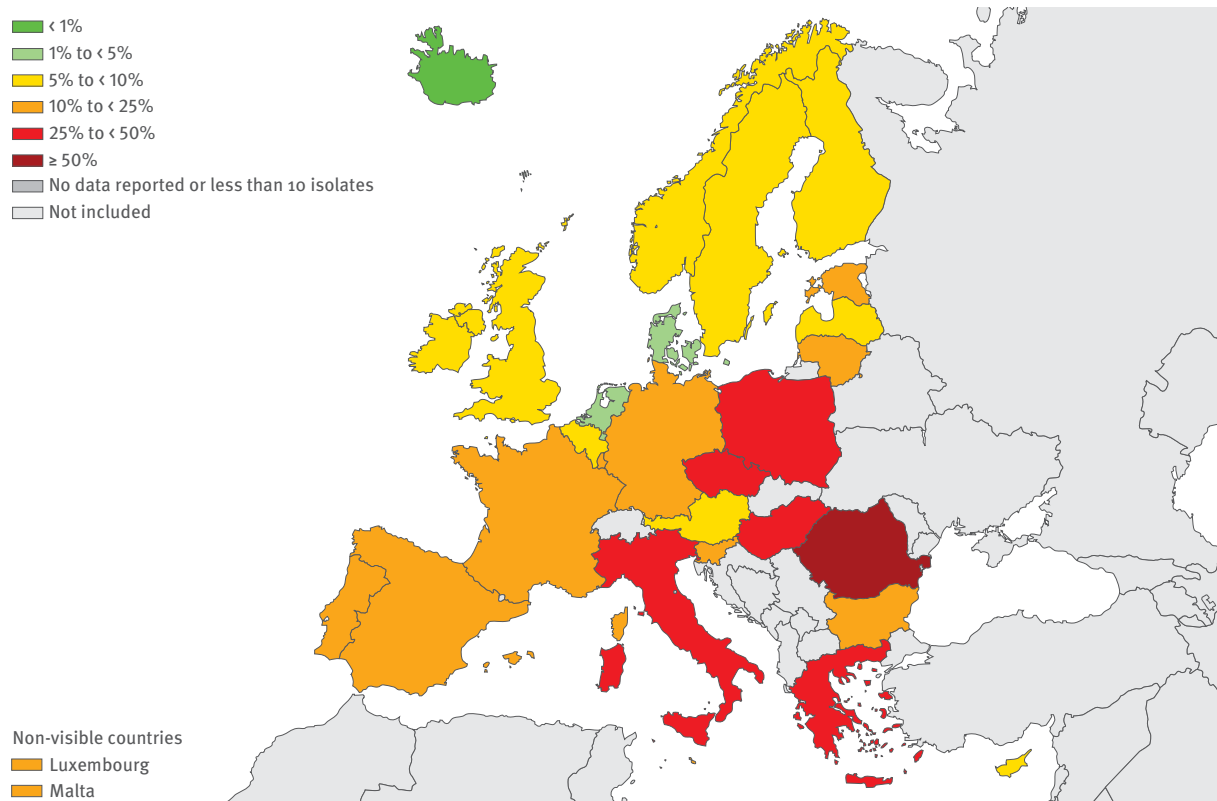 < 1%
1% to < 5%
5% to < 10%
10% to < 25%
25% to < 50%
≥ 50%
No data reported or less than 10 isolates
Not included
Non-visible countries
Luxembourg
Malta